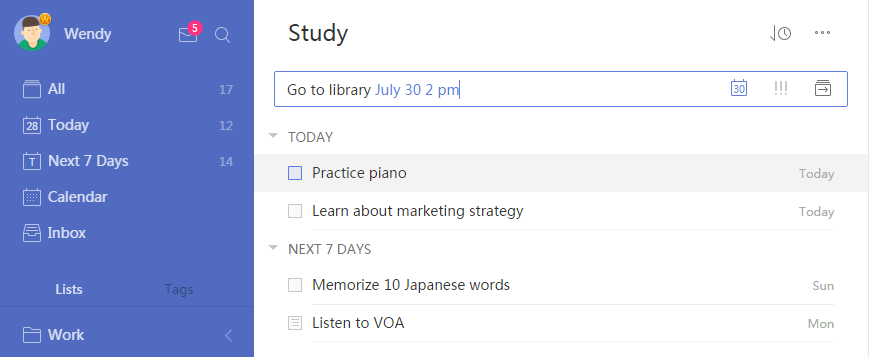 Wendy
5
All 17
28 Today 12
T Next 7 Days 14
Calendar
Inbox
Lists Tags
Work
Study
Go to library July 30 2 pm 30 !!!
TODAY
Practice piano Today
Learn about marketing strategy Today
NEXT 7 DAYS
Memorize 10 Japanese words Sun
Listen to VOA Mon